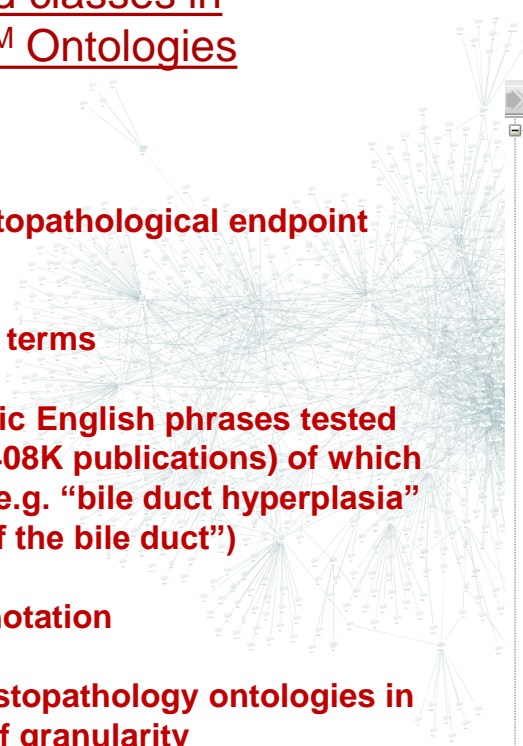 d classes in
M Ontologies
topathological endpoint
terms
ic English phrases tested
08K publications) of which
e.g. “bile duct hyperplasia”
f the bile duct”)
notation
stopathology ontologies in
f granularity